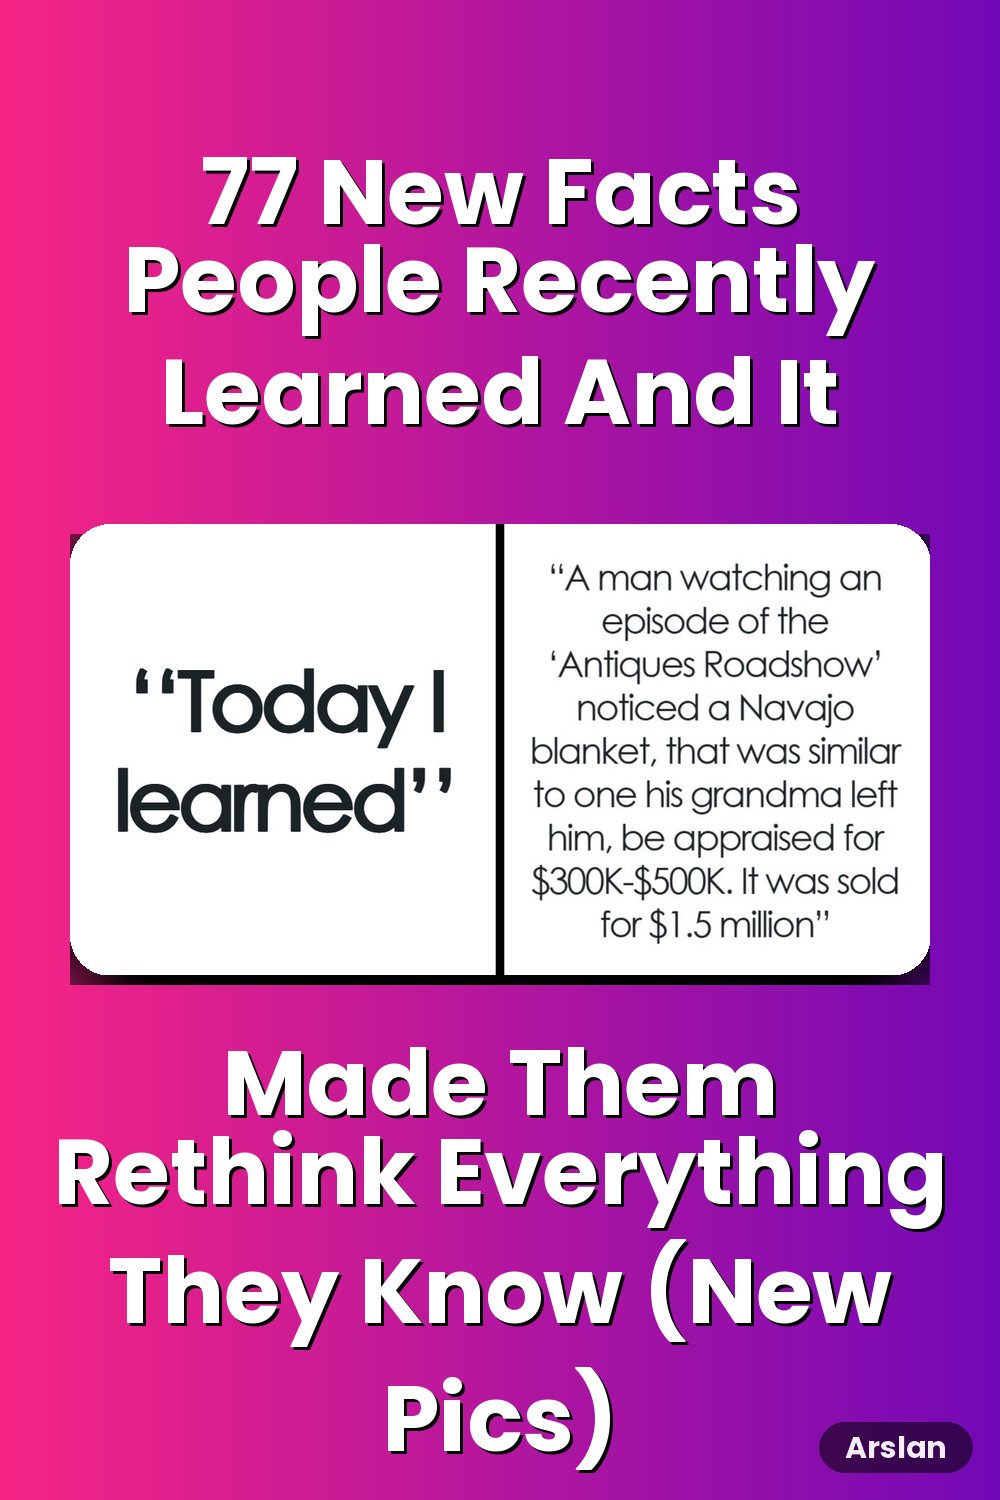 77 New Facts
People Recently
Learned And It
“Today I
learned”
“A man watching an
episode of the
‘Antiques Roadshow’
noticed a Navajo
blanket, that was similar
to one his grandma left
him, be appraised for
$300K-$500K. It was sold
for $1.5 million”
Made Them
Rethink Everything
They Know (New
Pics)
Arslan